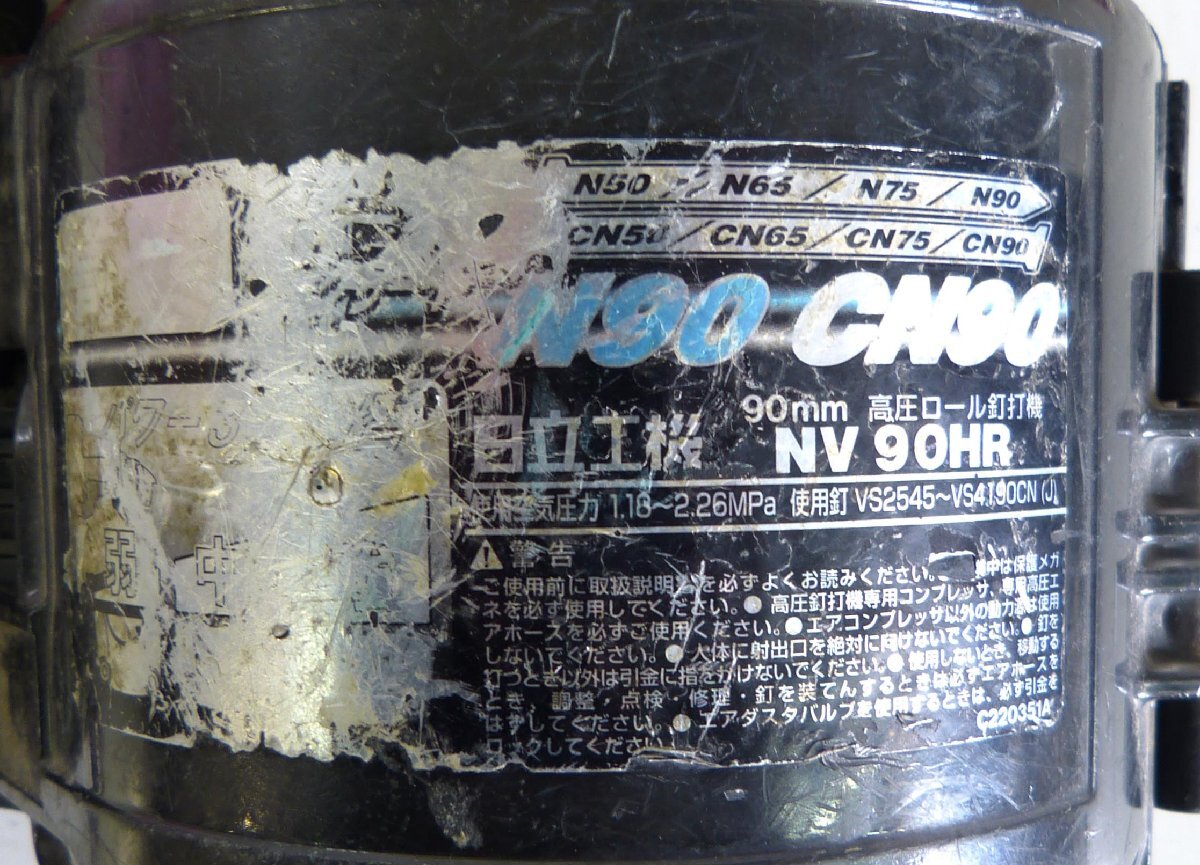 N50 / N65 / N75 / N90
CN50 / CN65 / CN75 / CN90
N90 CN90
90mm 高圧ロール釘打機
日立工機 NV 90HR
使用空気圧力 1.18～2.26MPa 使用釘 VS2545～VS4190CN (J)
弱 中
警告
ご使用前に取扱説明 を必ずよくお読みください。 中は保護メガ
ネを必ず使用してください。● 高圧釘打機専用コンプレッサ、専用高圧エ
アホースを必ずご使用ください。● エアコンプレッサ以外の動力源は使用
しないでください。● 人体に射出口を絶対に向けないでください。● 釘を
打つとき以外は引金に指をかけないでください。● 使用しないとき、移動する
とき、調整・点検・修理・釘を装てんするときは必ずエアホースを
はずしてください。● エアダスタバルブを使用するときは、必ず引金を
ロックしてください。
C220351A